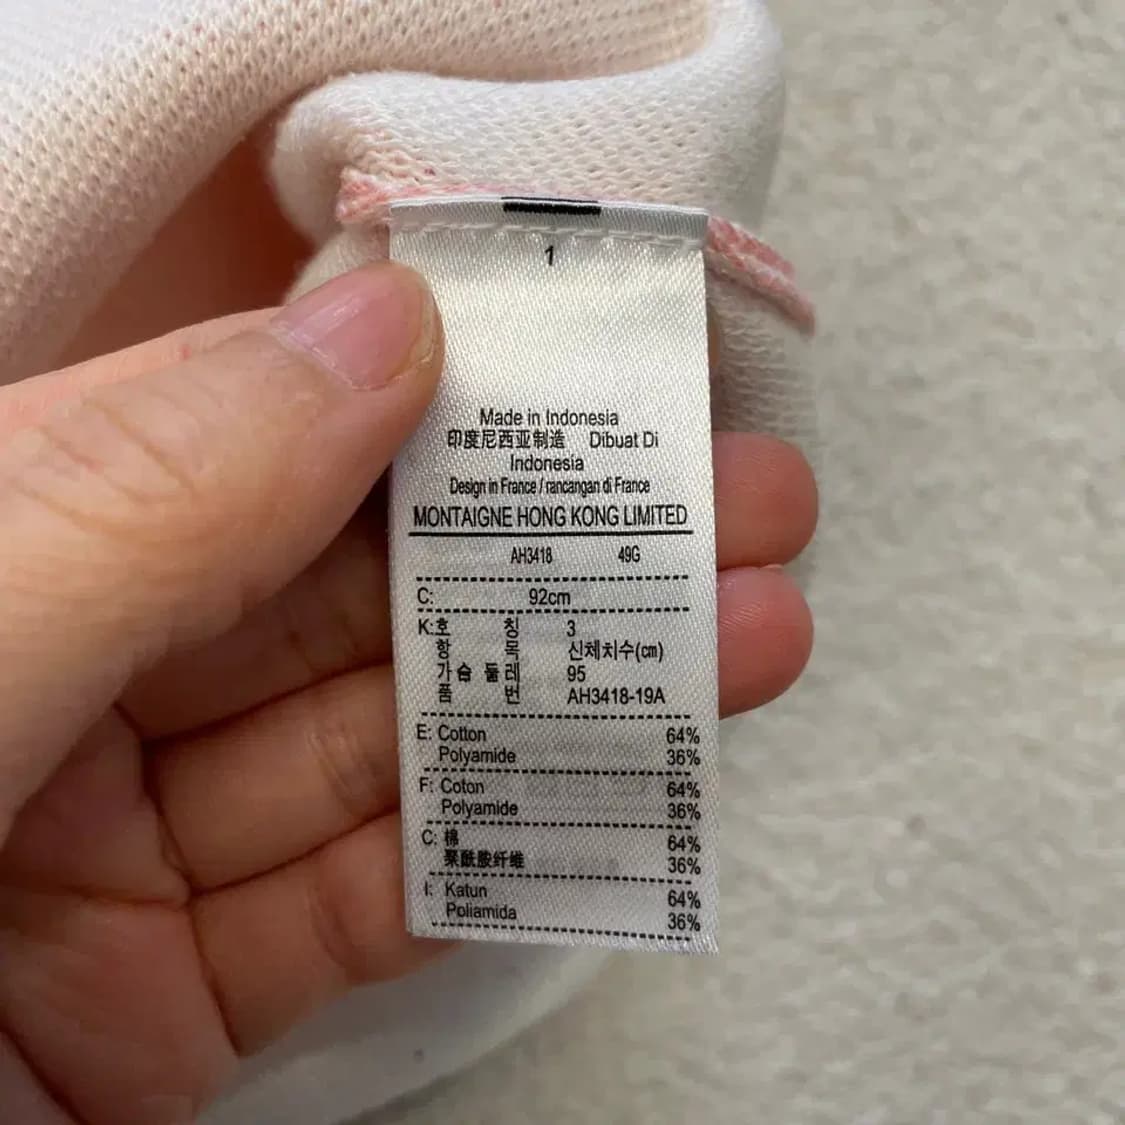 1
Made in Indonesia
印度尼西亚制造 Dibuat Di
Indonesia
Design in France / rancangan di France
MONTAIGNE HONG KONG LIMITED
AH3418 49G
C: 92cm
K:호 칭 3
항 목 신체치수(cm)
가슴 둘레 95
품 번 AH3418-19A
E: Cotton 64%
Polyamide 36%
F: Coton 64%
Polyamide 36%
C: 棉 64%
聚酰胺纤维 36%
I: Katun 64%
Poliamida 36%